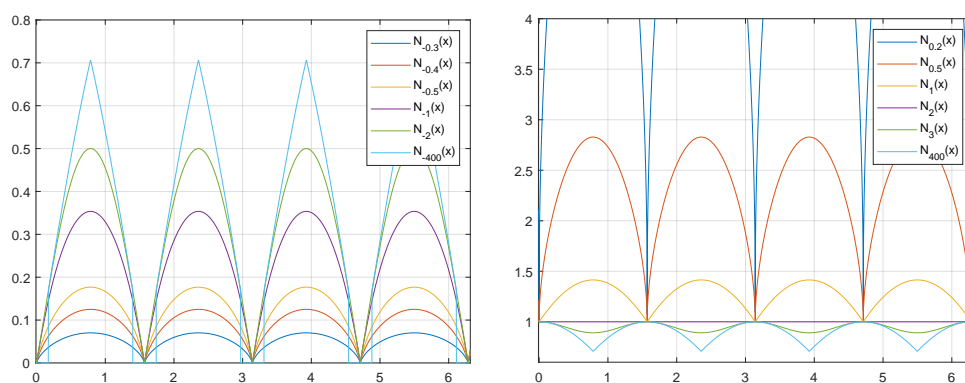 0.8
0.7
0.6
0.5
0.4
0.3
0.2
0.1
0
0 1 2 3 4 5 6
N-0.3(x)
N-0.4(x)
N-0.5(x)
N-1(x)
N-2(x)
N-400(x)
4
3.5
3
2.5
2
1.5
1
0 1 2 3 4 5 6
N0.2(x)
N0.5(x)
N1(x)
N2(x)
N3(x)
N400(x)